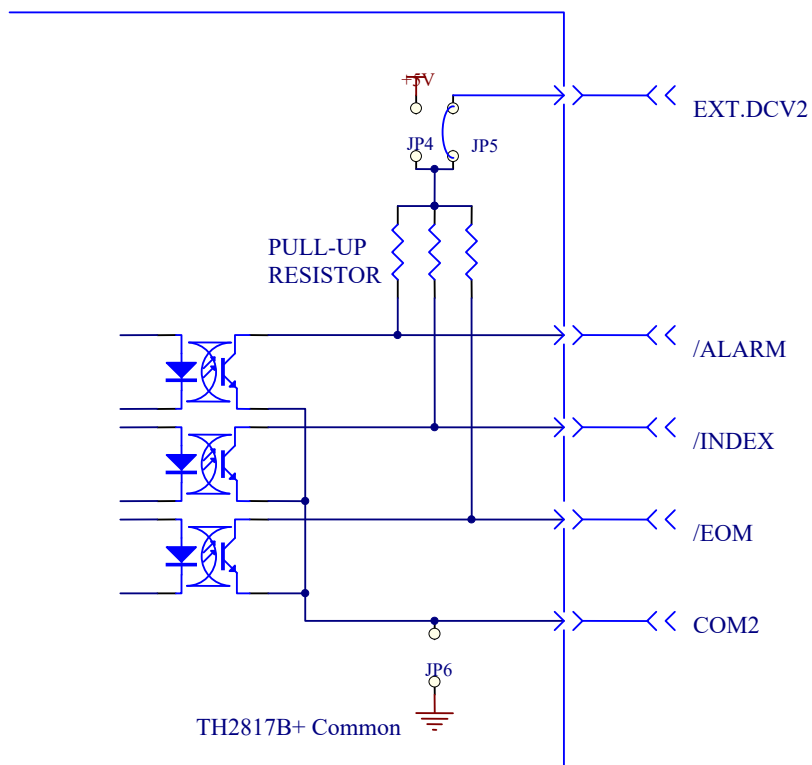 +5V
EXT.DCV2
JP4
JP5
PULL-UP
RESISTOR
/ALARM
/INDEX
/EOM
COM2
JP6
TH2817B+ Common